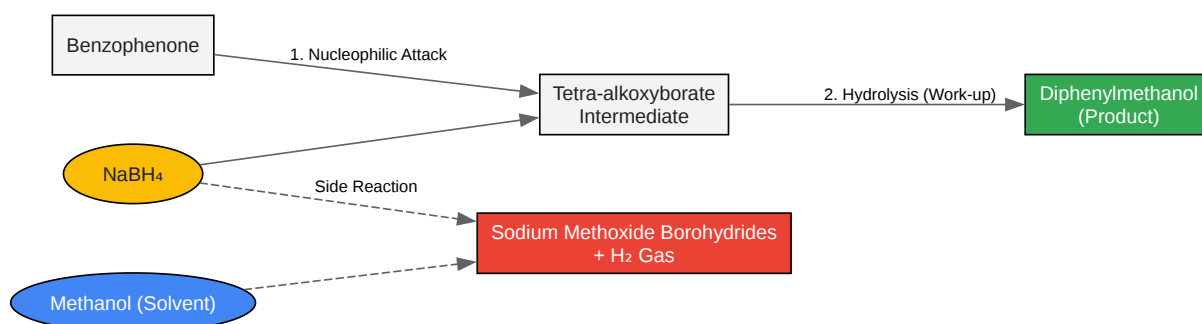 Benzophenone
1. Nucleophilic Attack
Tetra-alkoxyborate
Intermediate
2. Hydrolysis (Work-up)
Diphenylmethanol
(Product)
NaBH₄
Side Reaction
Sodium Methoxide Borohydrides
+ H₂ Gas
Methanol (Solvent)